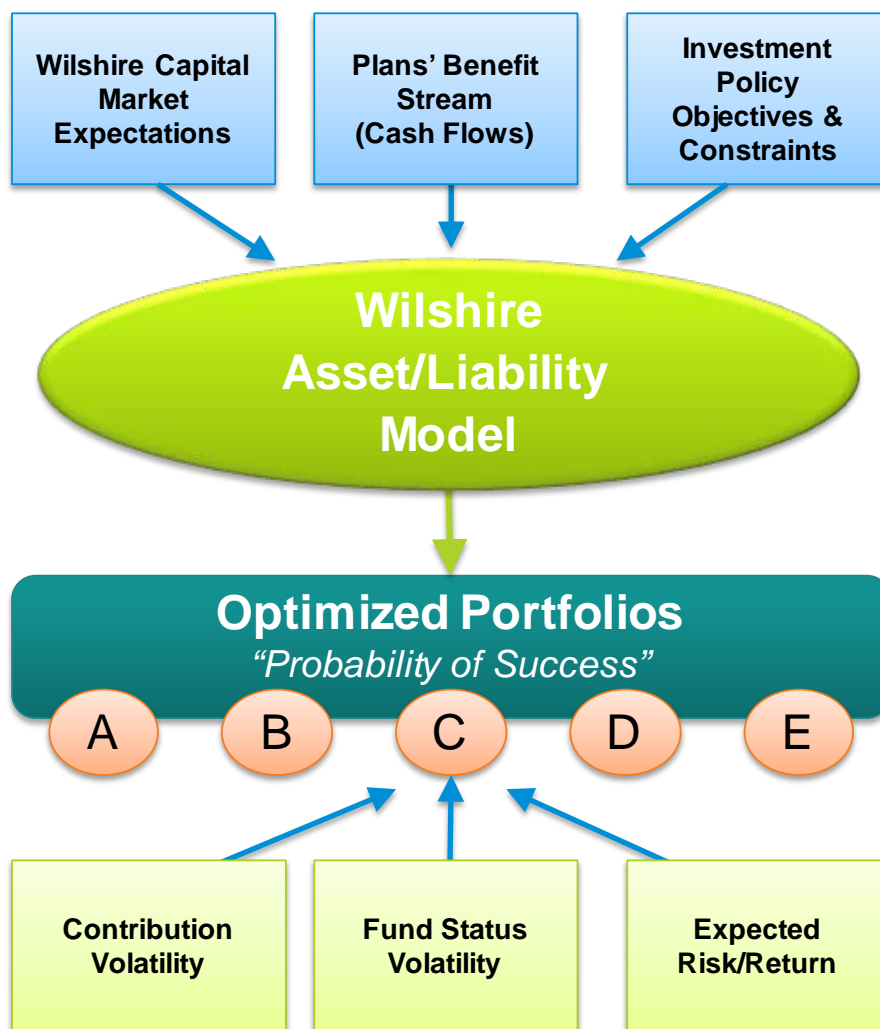 Wilshire Capital
Market
Expectations
Plans’ Benefit
Stream
(Cash Flows)
Investment
Policy
Objectives &
Constraints
Wilshire
Asset/Liability
Model
Optimized Portfolios
“Probability of Success”
A B C D E
Contribution
Volatility
Fund Status
Volatility
Expected
Risk/Return